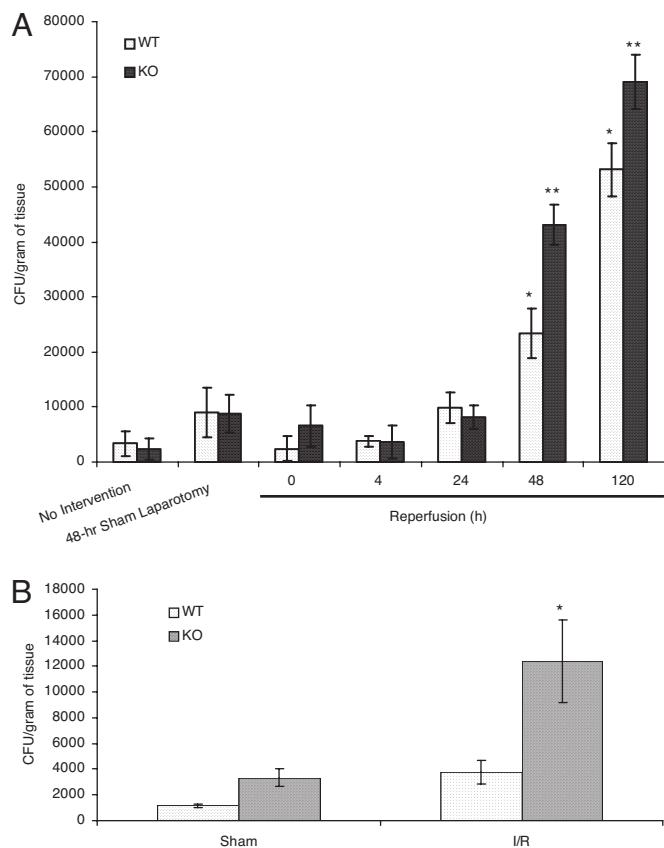 A
WT
KO
CFU/gram of tissue
80000
70000
60000
50000
40000
30000
20000
10000
0
*
**
*
**
No Intervention
48-hr Sham Laparotomy
0 4 24 48 120
Reperfusion (h)
B
WT
KO
CFU/gram of tissue
18000
16000
14000
12000
10000
8000
6000
4000
2000
0
*
Sham I/R